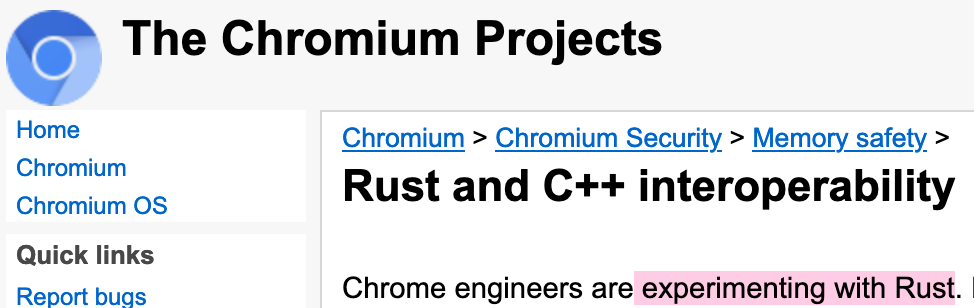 The Chromium Projects
Home
Chromium
Chromium OS
Quick links
Report bugs
Chromium > Chromium Security > Memory safety >
Rust and C++ interoperability
Chrome engineers are experimenting with Rust.